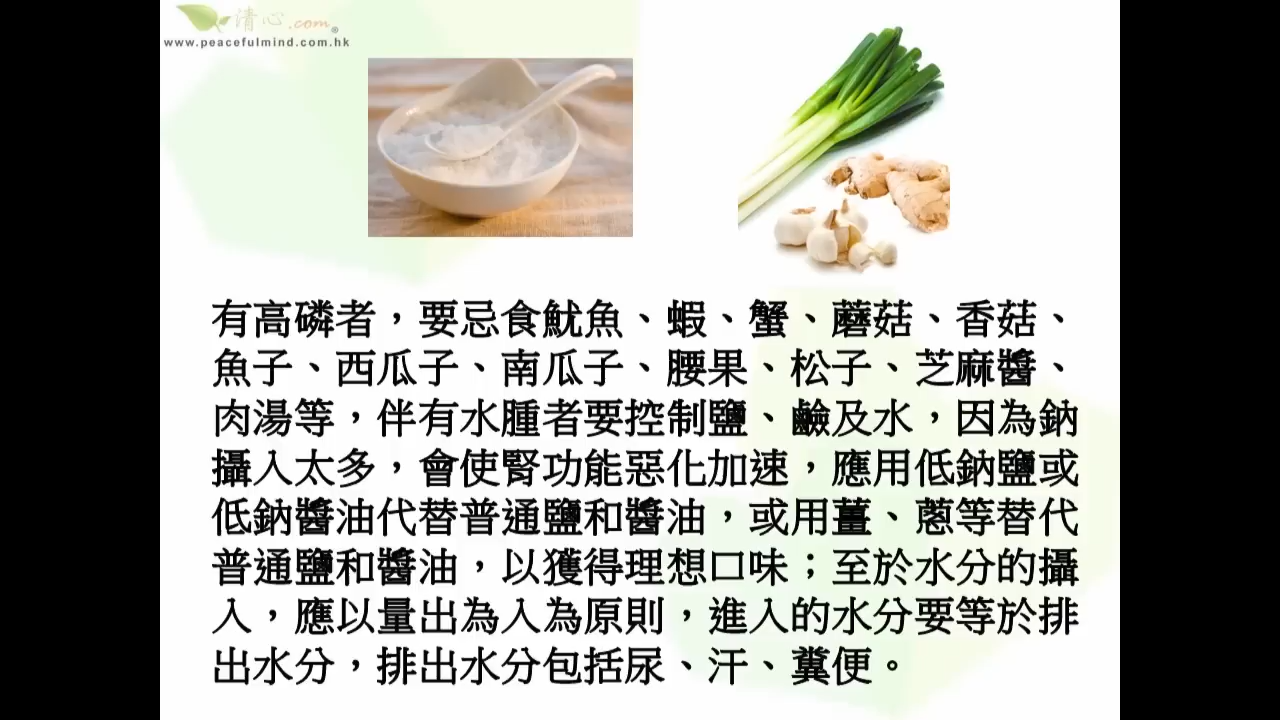 清心.com®
www.peacefulmind.com.hk
有高磷者，要忌食魷魚、蝦、蟹、蘑菇、香菇、
魚子、西瓜子、南瓜子、腰果、松子、芝麻醬、
肉湯等，伴有水腫者要控制鹽、鹼及水，因為鈉
攝入太多，會使腎功能惡化加速，應用低鈉鹽或
低鈉醬油代替普通鹽和醬油，或用薑、蔥等替代
普通鹽和醬油，以獲得理想口味；至於水分的攝
入，應以量出為入為原則，進入的水分要等於排
出水分，排出水分包括尿、汗、糞便。